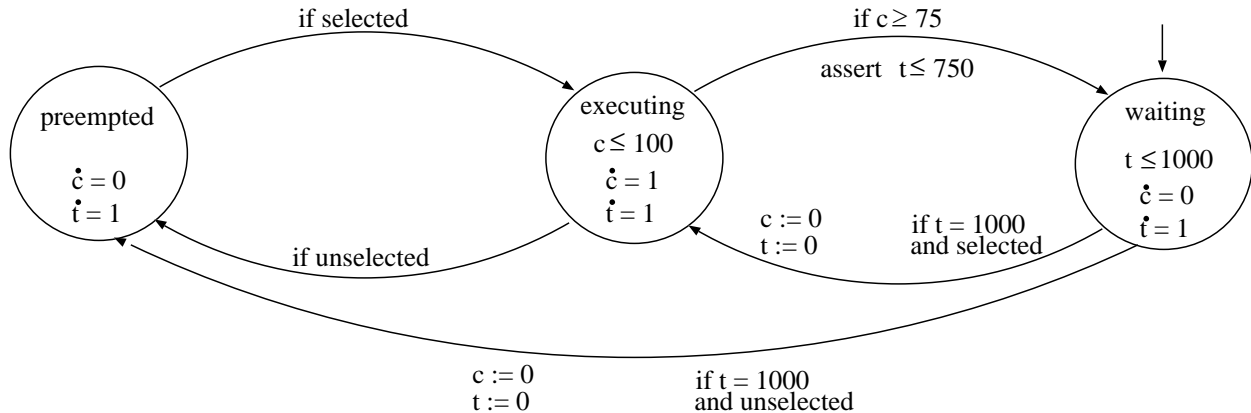 if selected
if c ≥ 75
assert t ≤ 750
preempted
ċ = 0
ṫ = 1
executing
c ≤ 100
ċ = 1
ṫ = 1
waiting
t ≤ 1000
ċ = 0
ṫ = 1
if unselected
c := 0
t := 0
if t = 1000
and selected
c := 0
t := 0
if t = 1000
and unselected